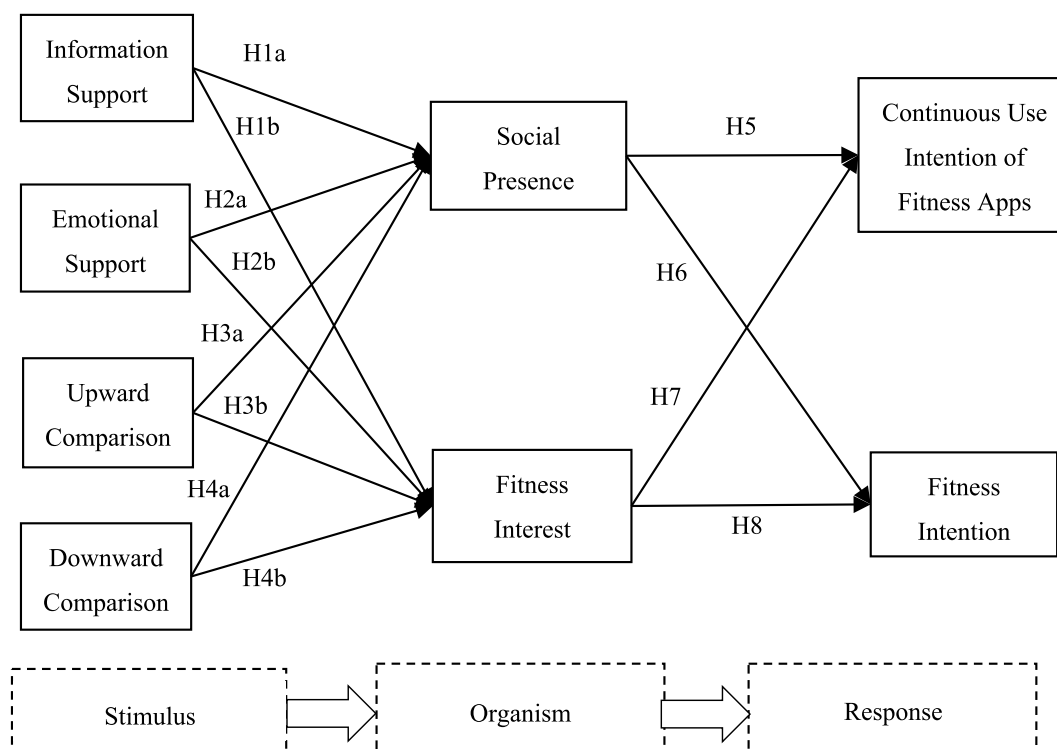 Information
Support
Emotional
Support
Upward
Comparison
Downward
Comparison
H1a
H1b
H2a
H2b
H3a
H3b
H4a
H4b
Social
Presence
Fitness
Interest
H5
H6
H7
H8
Continuous Use
Intention of
Fitness Apps
Fitness
Intention
Stimulus
Organism
Response